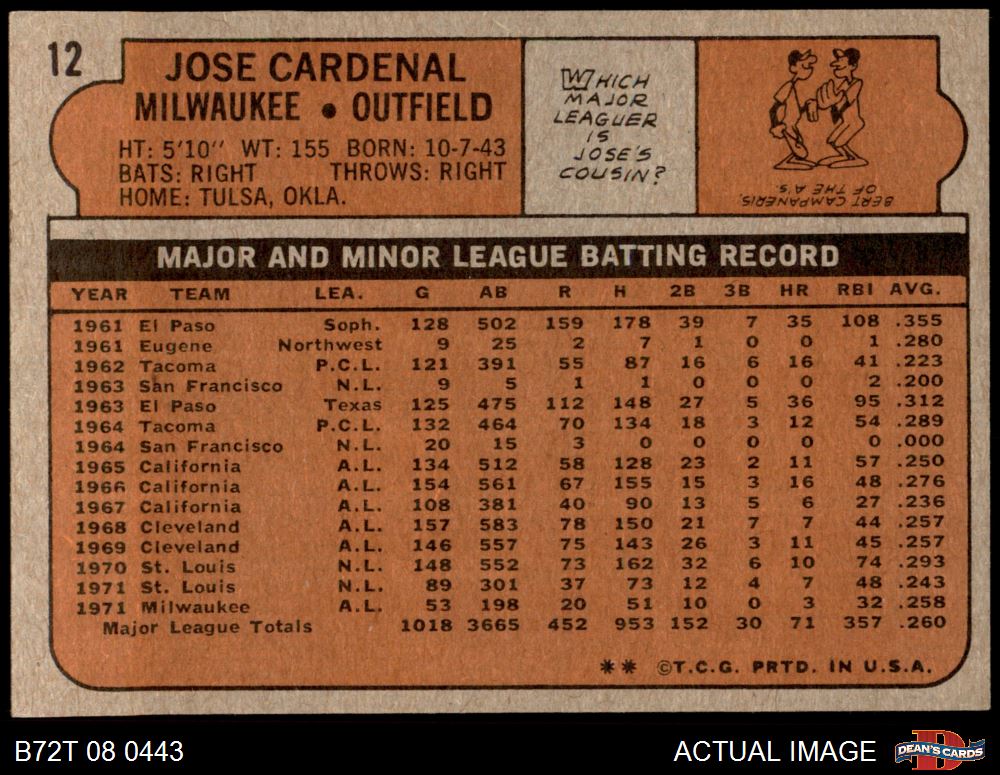 12
JOSE CARDENAL
MILWAUKEE • OUTFIELD
HT: 5'10" WT: 155 BORN: 10-7-43
BATS: RIGHT THROWS: RIGHT
HOME: TULSA, OKLA.
WHICH
MAJOR
LEAGUER
IS
JOSE'S
COUSIN?
BERT CAMPANERIS,
OF THE A'S.
MAJOR AND MINOR LEAGUE BATTING RECORD
YEAR TEAM LEA. G AB R H 2B 3B HR RBI AVG.
1961 El Paso Soph. 128 502 159 178 39 7 35 108 .355
1961 Eugene Northwest 9 25 2 7 1 0 0 1 .280
1962 Tacoma P.C.L. 121 391 55 87 16 6 16 41 .223
1963 San Francisco N.L. 9 5 1 1 0 0 0 2 .200
1963 El Paso Texas 125 475 112 148 27 5 36 95 .312
1964 Tacoma P.C.L. 132 464 70 134 18 3 12 54 .289
1964 San Francisco N.L. 20 15 3 0 0 0 0 0 .000
1965 California A.L. 134 512 58 128 23 2 11 57 .250
1966 California A.L. 154 561 67 155 15 3 16 48 .276
1967 California A.L. 108 381 40 90 13 5 6 27 .236
1968 Cleveland A.L. 157 583 78 150 21 7 7 44 .257
1969 Cleveland A.L. 146 557 75 143 26 3 11 45 .257
1970 St. Louis N.L. 148 552 73 162 32 6 10 74 .293
1971 St. Louis N.L. 89 301 37 73 12 4 7 48 .243
1971 Milwaukee A.L. 53 198 20 51 10 0 3 32 .258
Major League Totals 1018 3665 452 953 152 30 71 357 .260
** ©T.C.G. PRTD. IN U.S.A.
B72T 08 0443
ACTUAL IMAGE
DEAN'S CARDS